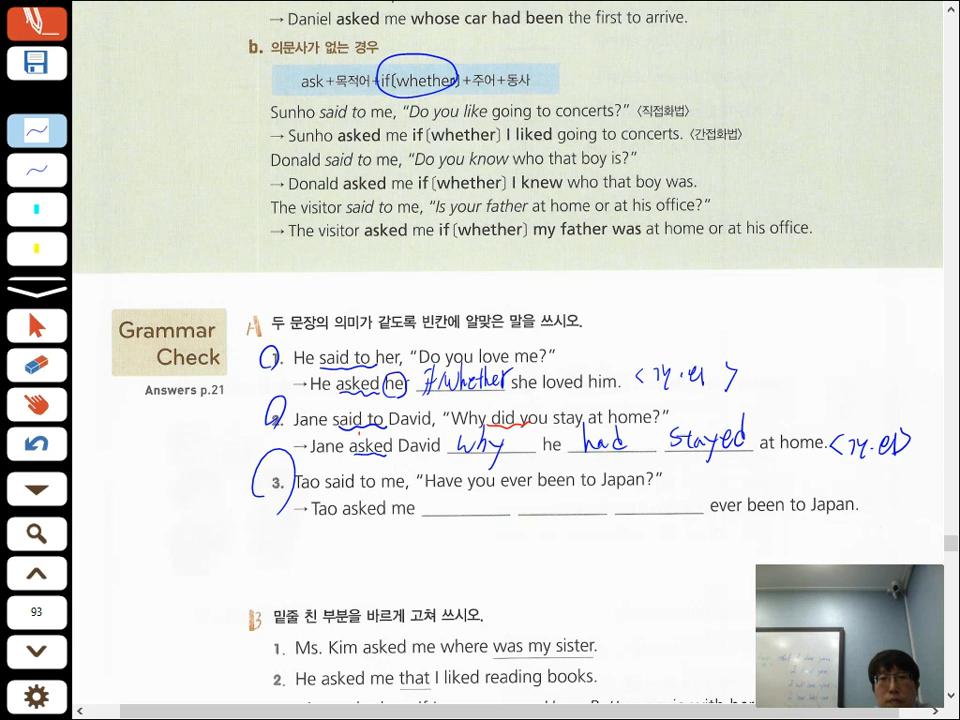 → Daniel asked me whose car had been the first to arrive.
b. 의문사가 없는 경우
ask+목적어+if(whether)+주어+동사
Sunho said to me, “Do you like going to concerts?” 〈직접화법〉
→ Sunho asked me if(whether) I liked going to concerts. 〈간접화법〉
Donald said to me, “Do you know who that boy is?”
→ Donald asked me if(whether) I knew who that boy was.
The visitor said to me, “Is your father at home or at his office?”
→ The visitor asked me if(whether) my father was at home or at his office.
Grammar
Check
Answers p.21
A 두 문장의 의미가 같도록 빈칸에 알맞은 말을 쓰시오.
1. He said to her, “Do you love me?”
→ He asked her if/whether she loved him.
2. Jane said to David, “Why did you stay at home?”
→ Jane asked David why he had stayed at home.
3. Tao said to me, “Have you ever been to Japan?”
→ Tao asked me ever been to Japan.
B 밑줄 친 부분을 바르게 고쳐 쓰시오.
1. Ms. Kim asked me where was my sister.
2. He asked me that I liked reading books.
93